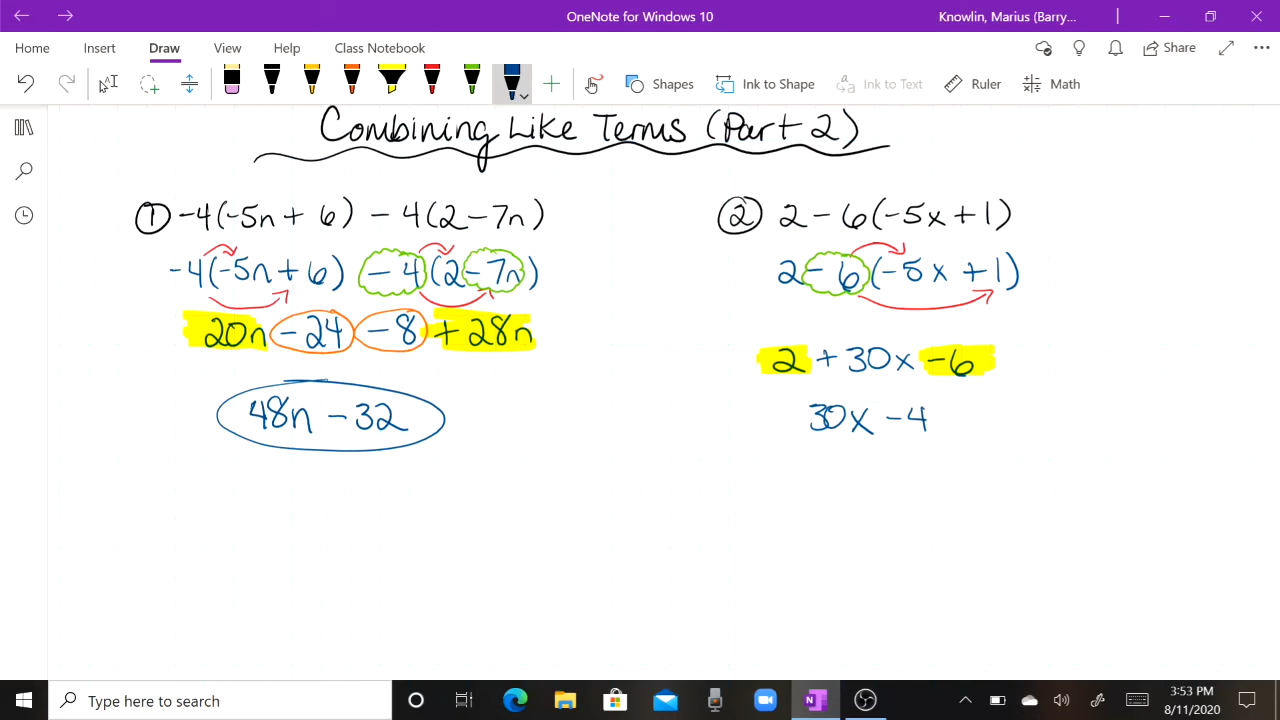 OneNote for Windows 10
Knowlin, Marius (Barry...
Home Insert Draw View Help Class Notebook
Share
Shapes Ink to Shape Ink to Text Ruler Math
Combining Like Terms (Part 2)
① -4(-5n + 6) - 4(2 - 7n)
-4(-5n + 6) - 4(2 - 7n)
20n - 24 - 8 + 28n
48n - 32
② 2 - 6(-5x + 1)
2 - 6(-5x + 1)
2 + 30x - 6
30x - 4
Type here to search
3:53 PM
8/11/2020